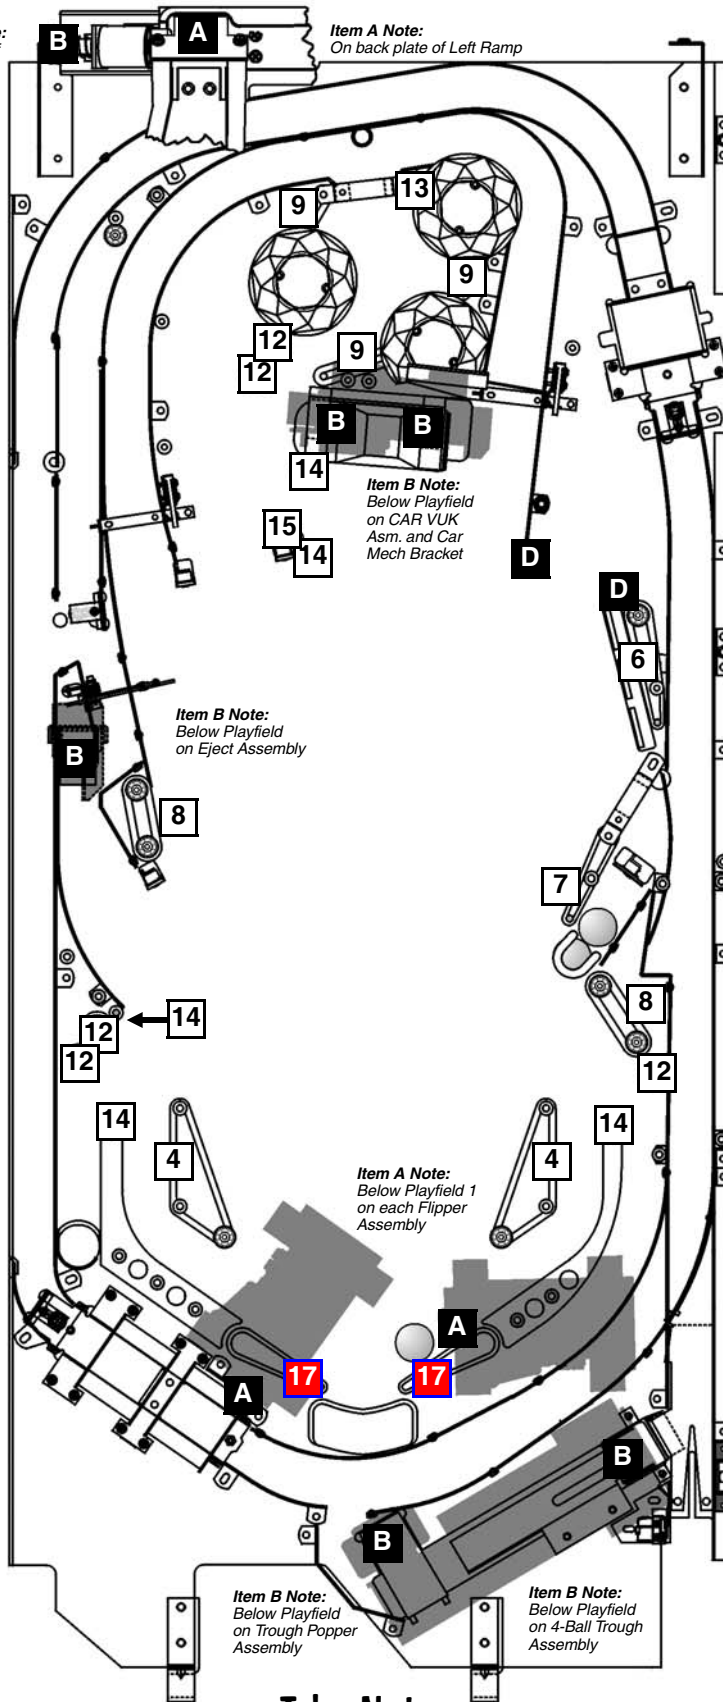 e:
B
A
Item A Note:
On back plate of Left Ramp
13
9
9
12
9
12
B
B
14
Item B Note:
Below Playfield
on CAR VUK
Asm. and Car
Mech Bracket
15
14
D
D
6
Item B Note:
Below Playfield
on Eject Assembly
B
8
7
8
14
12
12
12
14
14
4
4
Item A Note:
Below Playfield 1
on each Flipper
Assembly
A
17
17
A
B
B
Item B Note:
Below Playfield
on Trough Popper
Assembly
Item B Note:
Below Playfield
on 4-Ball Trough
Assembly